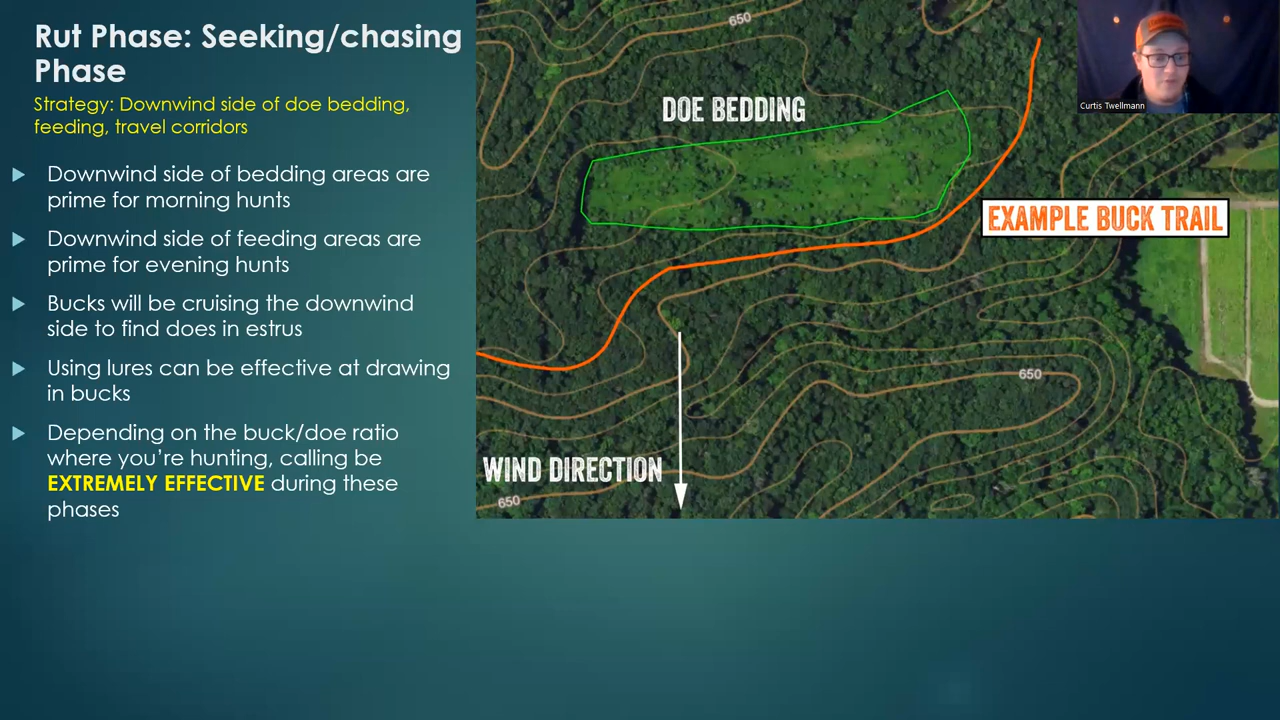 Rut Phase: Seeking/chasing
Phase
Strategy: Downwind side of doe bedding,
feeding, travel corridors
Downwind side of bedding areas are
prime for morning hunts
Downwind side of feeding areas are
prime for evening hunts
Bucks will be cruising the downwind
side to find does in estrus
Using lures can be effective at drawing
in bucks
Depending on the buck/doe ratio
where you’re hunting, calling be
EXTREMELY EFFECTIVE during these
phases
650
DOE BEDDING
Curtis Twellmann
EXAMPLE BUCK TRAIL
650
WIND DIRECTION
650